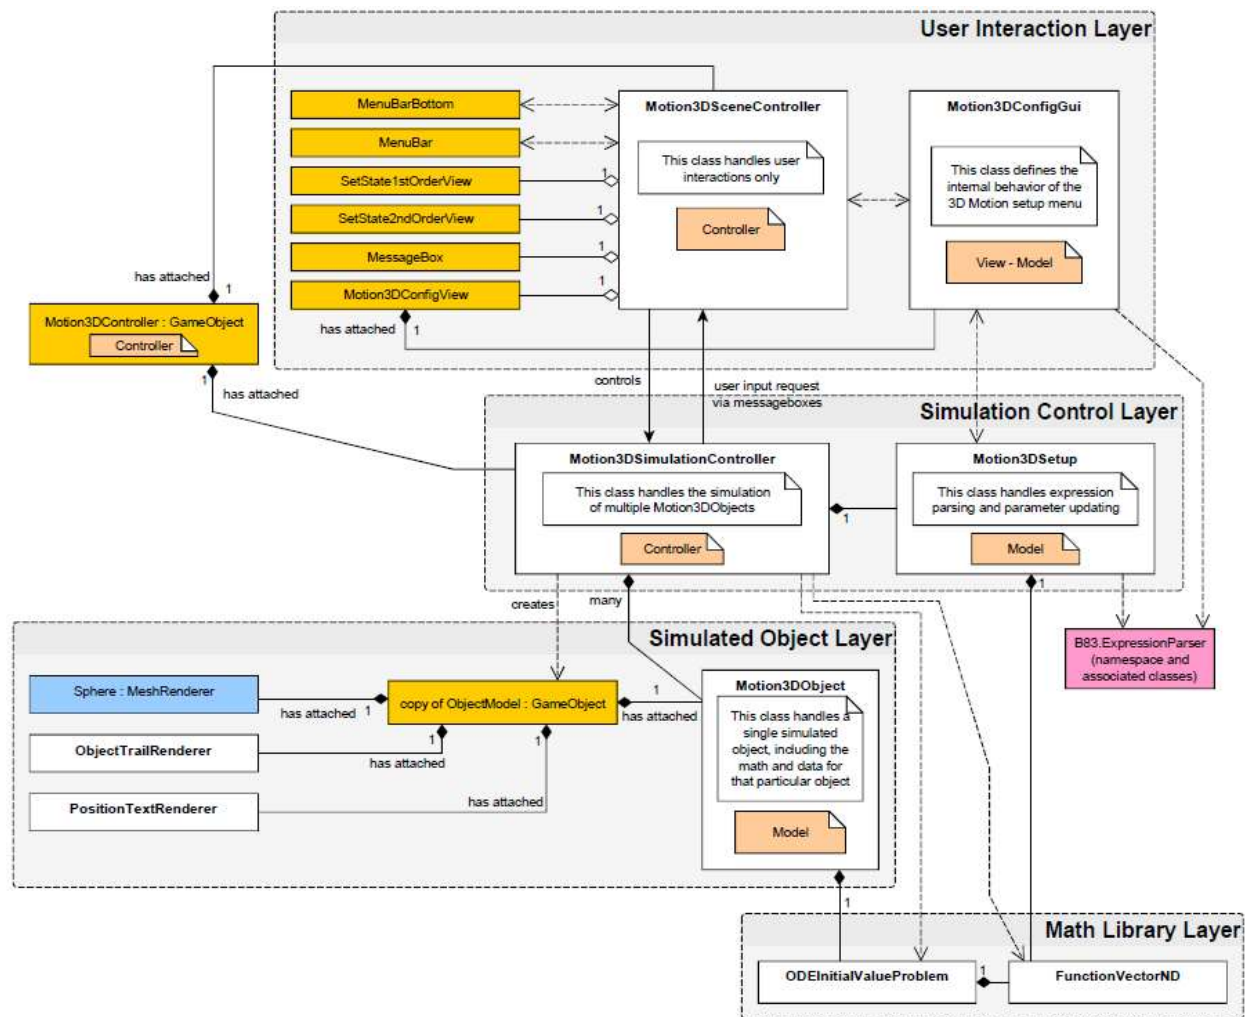 User Interaction Layer
MenuBarBottom
MenuBar
SetState1stOrderView
SetState2ndOrderView
MessageBox
Motion3DConfigView
1
1
1
1
has attached
1
Motion3DSceneController
This class handles user
interactions only
Controller
Motion3DConfigGui
This class defines the
internal behavior of the
3D Motion setup menu
View - Model
has attached
1
Motion3DController : GameObject
Controller
1
has attached
controls
user input request
via messageboxes
Simulation Control Layer
Motion3DSimulationController
This class handles the simulation
of multiple Motion3DObjects
Controller
1
Motion3DSetup
This class handles expression
parsing and parameter updating
Model
1
creates
many
B83.ExpressionParser
(namespace and
associated classes)
Simulated Object Layer
Sphere : MeshRenderer
has attached
1
ObjectTrailRenderer
has attached
1
PositionTextRenderer
has attached
1
copy of ObjectModel : GameObject
1
has attached
Motion3DObject
This class handles a
single simulated
object, including the
math and data for
that particular object
Model
1
Math Library Layer
ODEInitialValueProblem
1
FunctionVectorND